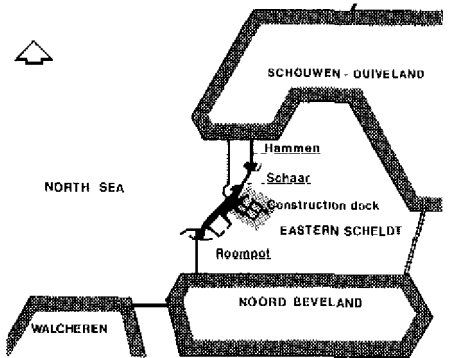 SCHOUWEN - DUIVELAND
Hammen
Schaar
NORTH SEA
Construction dock
EASTERN SCHELDT
Roompot
NOORD BEVELAND
WALCHEREN